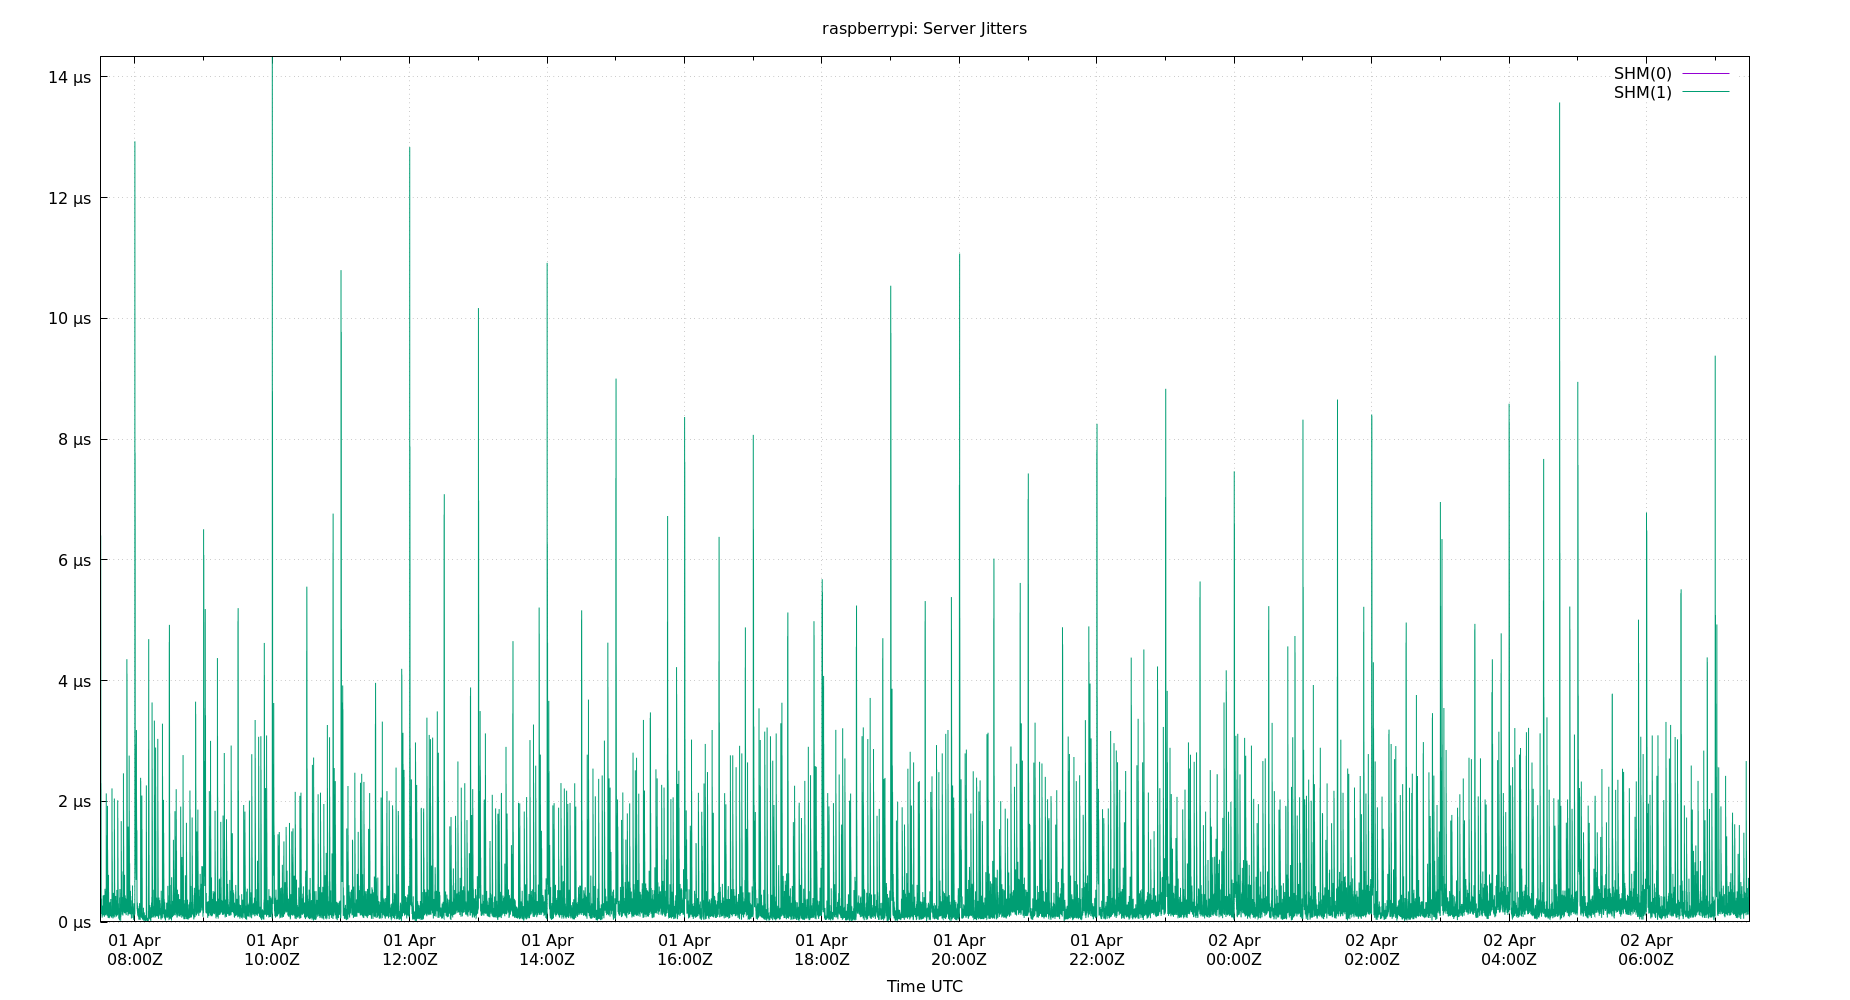 raspberrypi: Server Jitters
SHM(0)
SHM(1)
14 µs
12 µs
10 µs
8 µs
6 µs
4 µs
2 µs
0 µs
01 Apr 01 Apr 01 Apr 01 Apr 01 Apr 01 Apr 01 Apr 01 Apr 02 Apr 02 Apr 02 Apr 02 Apr
08:00Z 10:00Z 12:00Z 14:00Z 16:00Z 18:00Z 20:00Z 22:00Z 00:00Z 02:00Z 04:00Z 06:00Z
Time UTC